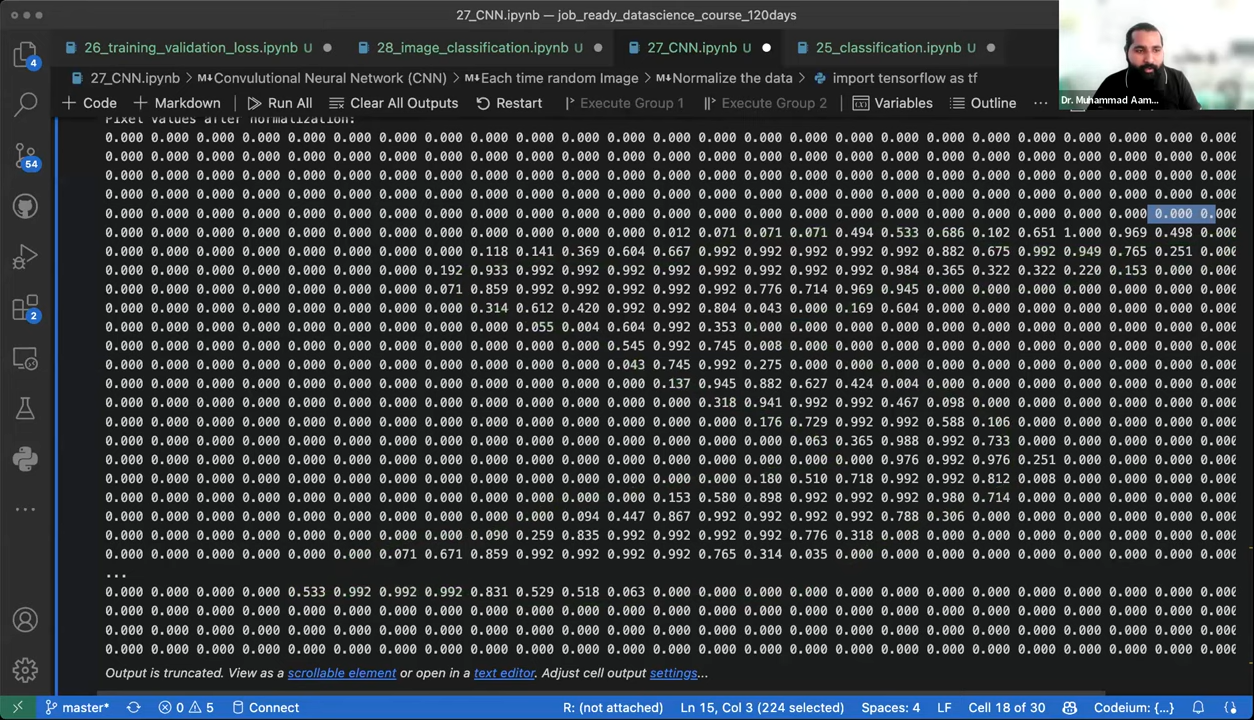 27_CNN.ipynb — job_ready_datascience_course_120days
26_training_validation_loss.ipynb U
28_image_classification.ipynb U
27_CNN.ipynb U
25_classification.ipynb U
27_CNN.ipynb > Convulutional Neural Network (CNN) > Each time random Image > Normalize the data > import tensorflow as tf
+ Code + Markdown Run All Clear All Outputs Restart Execute Group 1 Execute Group 2 Variables Outline ...
Dr. Muhammad Aam...
4
54
2
Pixel values after normalization:
0.000 0.000 0.000 0.000 0.000 0.000 0.000 0.000 0.000 0.000 0.000 0.000 0.000 0.000 0.000 0.000 0.000 0.000 0.000 0.000 0.000 0.000 0.000 0.000 0.000
0.000 0.000 0.000 0.000 0.000 0.000 0.000 0.000 0.000 0.000 0.000 0.000 0.000 0.000 0.000 0.000 0.000 0.000 0.000 0.000 0.000 0.000 0.000 0.000 0.000
0.000 0.000 0.000 0.000 0.000 0.000 0.000 0.000 0.000 0.000 0.000 0.000 0.000 0.000 0.000 0.000 0.000 0.000 0.000 0.000 0.000 0.000 0.000 0.000 0.000
0.000 0.000 0.000 0.000 0.000 0.000 0.000 0.000 0.000 0.000 0.000 0.000 0.000 0.000 0.000 0.000 0.000 0.000 0.000 0.000 0.000 0.000 0.000 0.000 0.000
0.000 0.000 0.000 0.000 0.000 0.000 0.000 0.000 0.000 0.000 0.000 0.000 0.000 0.000 0.000 0.000 0.000 0.000 0.000 0.000 0.000 0.000 0.000 0.000 0.000
0.000 0.000 0.000 0.000 0.000 0.000 0.000 0.000 0.000 0.000 0.000 0.000 0.012 0.071 0.071 0.071 0.494 0.533 0.686 0.102 0.651 1.000 0.969 0.498 0.000
0.000 0.000 0.000 0.000 0.000 0.000 0.000 0.000 0.118 0.141 0.369 0.604 0.667 0.992 0.992 0.992 0.992 0.992 0.882 0.675 0.992 0.949 0.765 0.251 0.000
0.000 0.000 0.000 0.000 0.000 0.000 0.000 0.192 0.933 0.992 0.992 0.992 0.992 0.992 0.992 0.992 0.992 0.984 0.365 0.322 0.322 0.220 0.153 0.000 0.000
0.000 0.000 0.000 0.000 0.000 0.000 0.000 0.071 0.859 0.992 0.992 0.992 0.992 0.992 0.776 0.714 0.969 0.945 0.000 0.000 0.000 0.000 0.000 0.000 0.000
0.000 0.000 0.000 0.000 0.000 0.000 0.000 0.000 0.314 0.612 0.420 0.992 0.992 0.804 0.043 0.000 0.169 0.604 0.000 0.000 0.000 0.000 0.000 0.000 0.000
0.000 0.000 0.000 0.000 0.000 0.000 0.000 0.000 0.000 0.055 0.004 0.604 0.992 0.353 0.000 0.000 0.000 0.000 0.000 0.000 0.000 0.000 0.000 0.000 0.000
0.000 0.000 0.000 0.000 0.000 0.000 0.000 0.000 0.000 0.000 0.000 0.545 0.992 0.745 0.008 0.000 0.000 0.000 0.000 0.000 0.000 0.000 0.000 0.000 0.000
0.000 0.000 0.000 0.000 0.000 0.000 0.000 0.000 0.000 0.000 0.000 0.043 0.745 0.992 0.275 0.000 0.000 0.000 0.000 0.000 0.000 0.000 0.000 0.000 0.000
0.000 0.000 0.000 0.000 0.000 0.000 0.000 0.000 0.000 0.000 0.000 0.000 0.137 0.945 0.882 0.627 0.424 0.004 0.000 0.000 0.000 0.000 0.000 0.000 0.000
0.000 0.000 0.000 0.000 0.000 0.000 0.000 0.000 0.000 0.000 0.000 0.000 0.000 0.318 0.941 0.992 0.992 0.467 0.098 0.000 0.000 0.000 0.000 0.000 0.000
0.000 0.000 0.000 0.000 0.000 0.000 0.000 0.000 0.000 0.000 0.000 0.000 0.000 0.000 0.176 0.729 0.992 0.992 0.588 0.106 0.000 0.000 0.000 0.000 0.000
0.000 0.000 0.000 0.000 0.000 0.000 0.000 0.000 0.000 0.000 0.000 0.000 0.000 0.000 0.000 0.063 0.365 0.988 0.992 0.733 0.000 0.000 0.000 0.000 0.000
0.000 0.000 0.000 0.000 0.000 0.000 0.000 0.000 0.000 0.000 0.000 0.000 0.000 0.000 0.000 0.000 0.000 0.976 0.992 0.976 0.251 0.000 0.000 0.000 0.000
0.000 0.000 0.000 0.000 0.000 0.000 0.000 0.000 0.000 0.000 0.000 0.000 0.000 0.000 0.180 0.510 0.718 0.992 0.992 0.812 0.008 0.000 0.000 0.000 0.000
0.000 0.000 0.000 0.000 0.000 0.000 0.000 0.000 0.000 0.000 0.000 0.000 0.153 0.580 0.898 0.992 0.992 0.992 0.980 0.714 0.000 0.000 0.000 0.000 0.000
0.000 0.000 0.000 0.000 0.000 0.000 0.000 0.000 0.000 0.000 0.094 0.447 0.867 0.992 0.992 0.992 0.992 0.788 0.306 0.000 0.000 0.000 0.000 0.000 0.000
0.000 0.000 0.000 0.000 0.000 0.000 0.000 0.000 0.090 0.259 0.835 0.992 0.992 0.992 0.992 0.776 0.318 0.008 0.000 0.000 0.000 0.000 0.000 0.000 0.000
0.000 0.000 0.000 0.000 0.000 0.000 0.071 0.671 0.859 0.992 0.992 0.992 0.992 0.765 0.314 0.035 0.000 0.000 0.000 0.000 0.000 0.000 0.000 0.000 0.000
...
0.000 0.000 0.000 0.000 0.533 0.992 0.992 0.992 0.831 0.529 0.518 0.063 0.000 0.000 0.000 0.000 0.000 0.000 0.000 0.000 0.000 0.000 0.000 0.000 0.000
0.000 0.000 0.000 0.000 0.000 0.000 0.000 0.000 0.000 0.000 0.000 0.000 0.000 0.000 0.000 0.000 0.000 0.000 0.000 0.000 0.000 0.000 0.000 0.000 0.000
0.000 0.000 0.000 0.000 0.000 0.000 0.000 0.000 0.000 0.000 0.000 0.000 0.000 0.000 0.000 0.000 0.000 0.000 0.000 0.000 0.000 0.000 0.000 0.000 0.000
0.000 0.000 0.000 0.000 0.000 0.000 0.000 0.000 0.000 0.000 0.000 0.000 0.000 0.000 0.000 0.000 0.000 0.000 0.000 0.000 0.000 0.000 0.000 0.000 0.000
Output is truncated. View as a scrollable element or open in a text editor. Adjust cell output settings...
master* 0 5 Connect R: (not attached) Ln 15, Col 3 (224 selected) Spaces: 4 LF Cell 18 of 30 Codeium: {...}